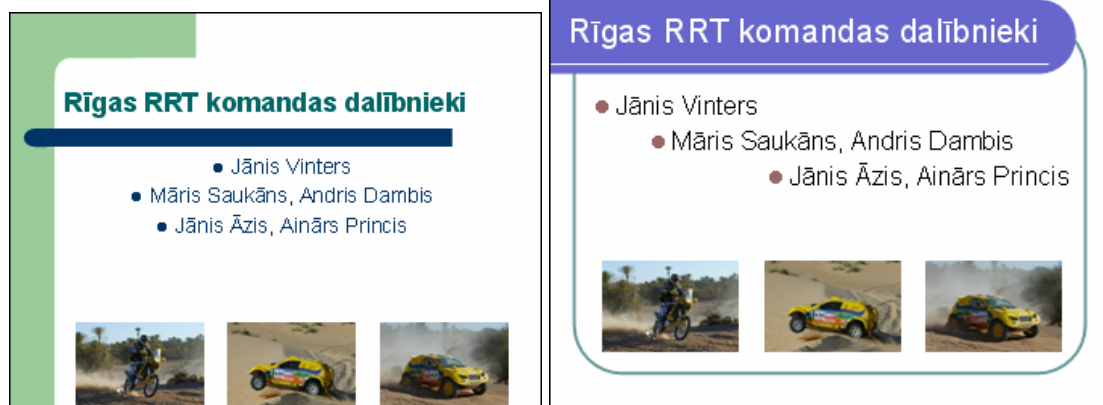 Rīgas RRT komandas dalībnieki
Jānis Vinters
Māris Saukāns, Andris Dambis
Jānis Āzis, Ainārs Princis
Rīgas RRT komandas dalībnieki
Jānis Vinters
Māris Saukāns, Andris Dambis
Jānis Āzis, Ainārs Princis